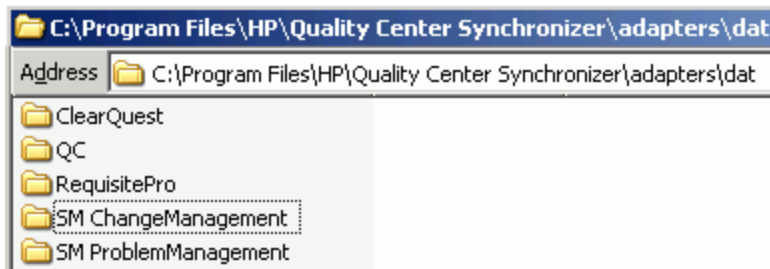 C:\Program Files\HP\Quality Center Synchronizer\adapters\dat
Address C:\Program Files\HP\Quality Center Synchronizer\adapters\dat
ClearQuest
QC
RequisitePro
SM ChangeManagement
SM ProblemManagement